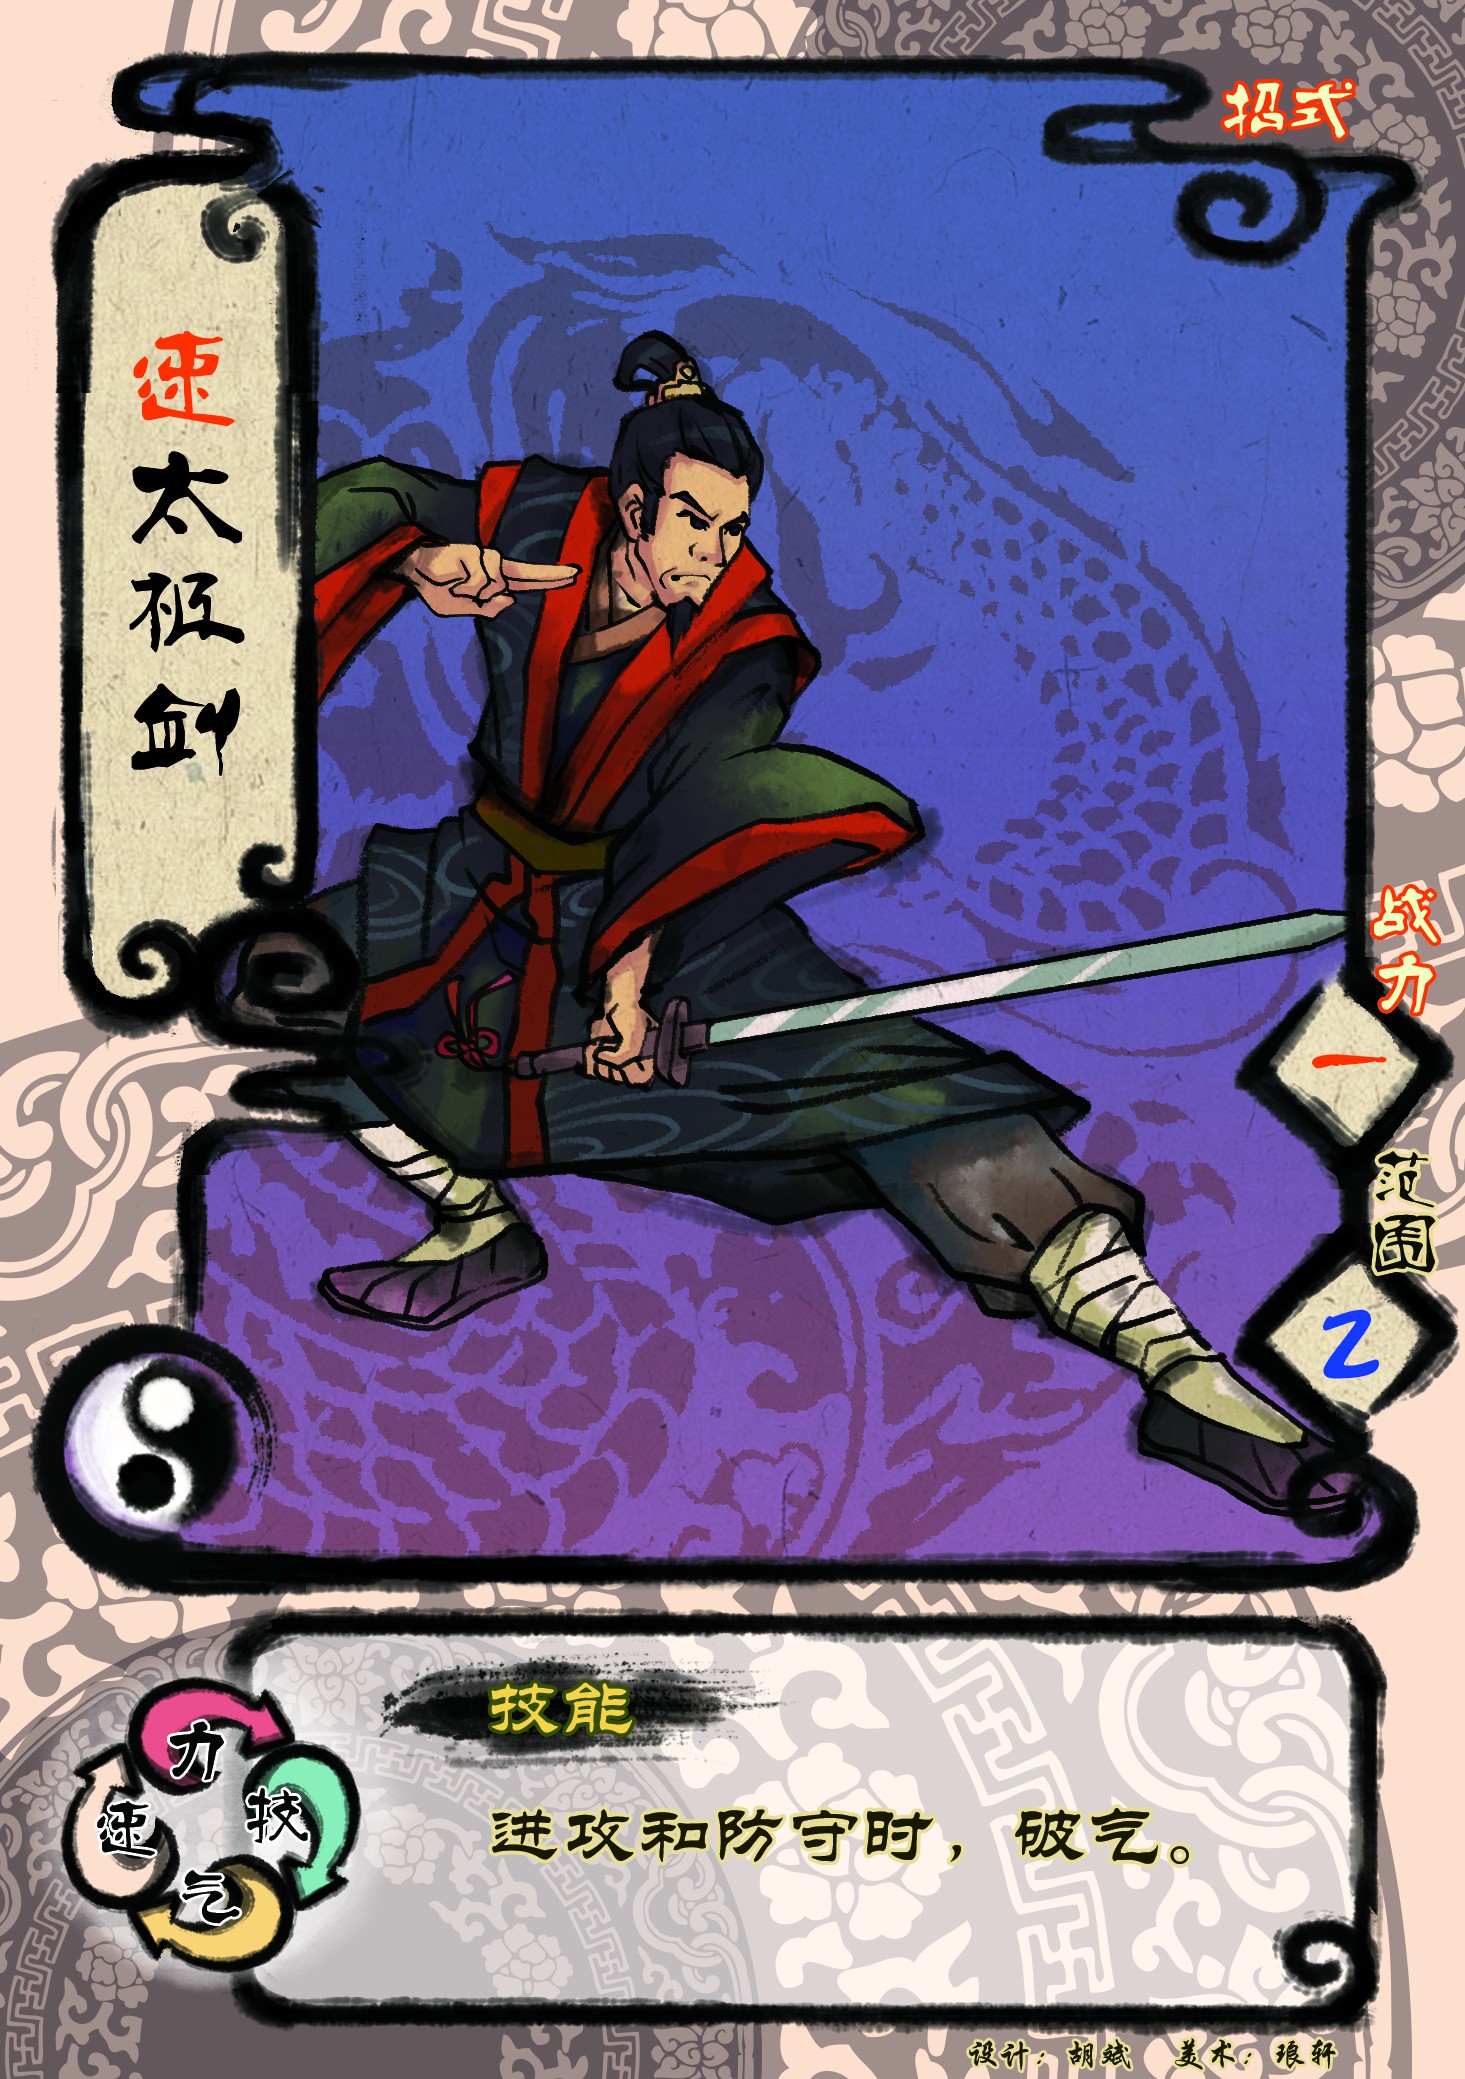 招式
速
太极剑
战力
一
范围
2
技能
力
技
速
气
进攻和防守时，破气。
设计：胡斌 美术：琅轩